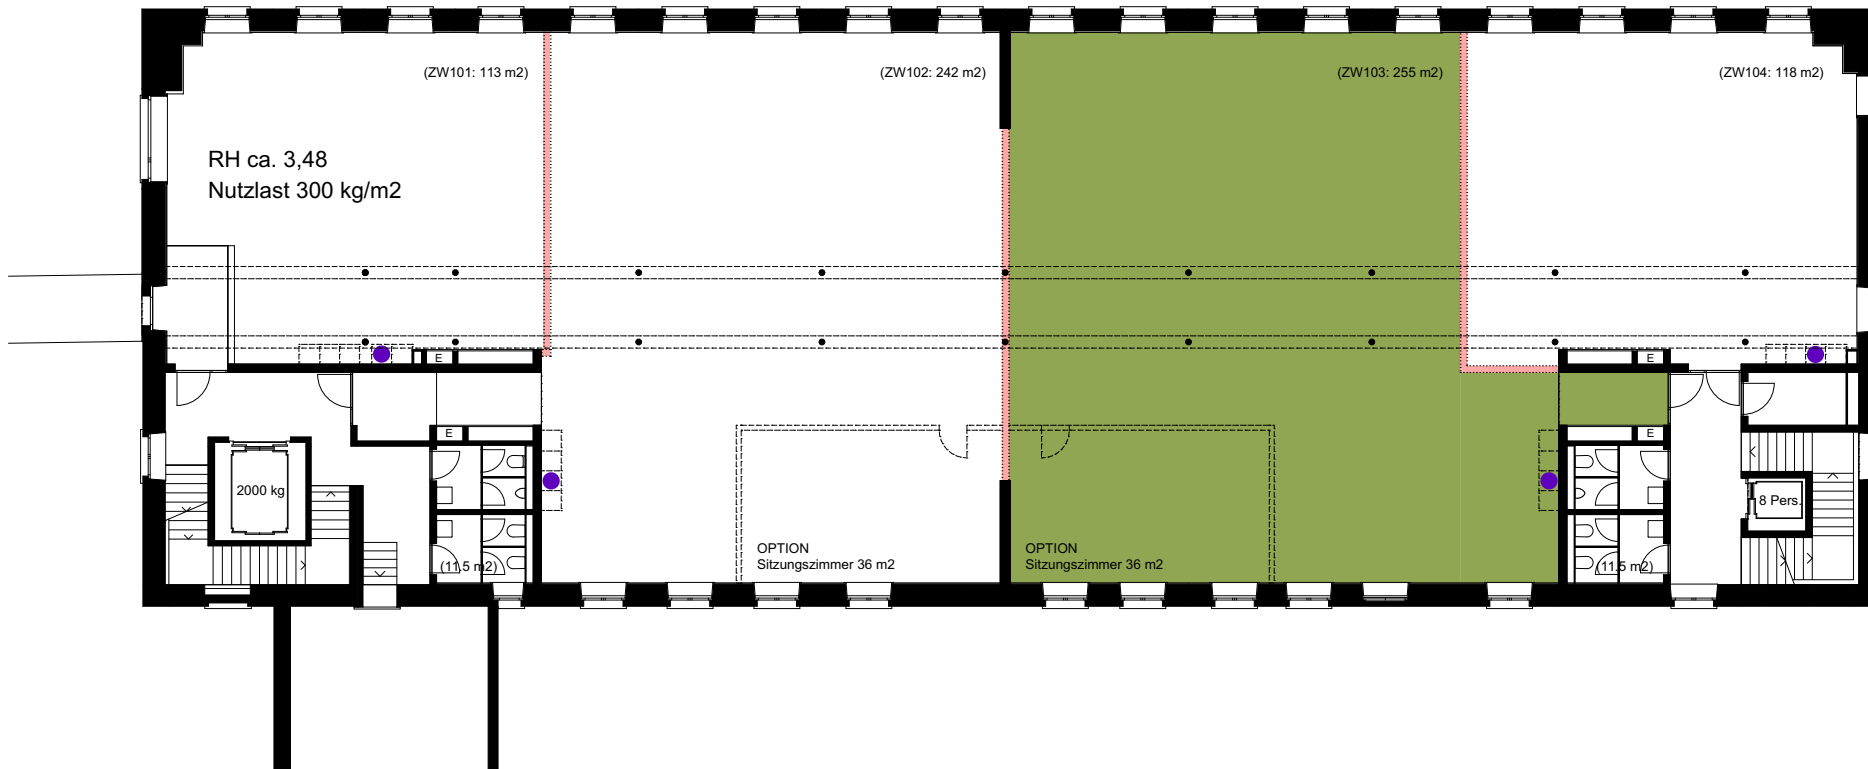 (ZW101: 113 m2)
(ZW102: 242 m2)
(ZW103: 255 m2)
(ZW104: 118 m2)
RH ca. 3,48
Nutzlast 300 kg/m2
E
E
E
E
2000 kg
8 Pers.
OPTION
Sitzungszimmer 36 m2
OPTION
Sitzungszimmer 36 m2
(11.5 m2)
(11.5 m2)